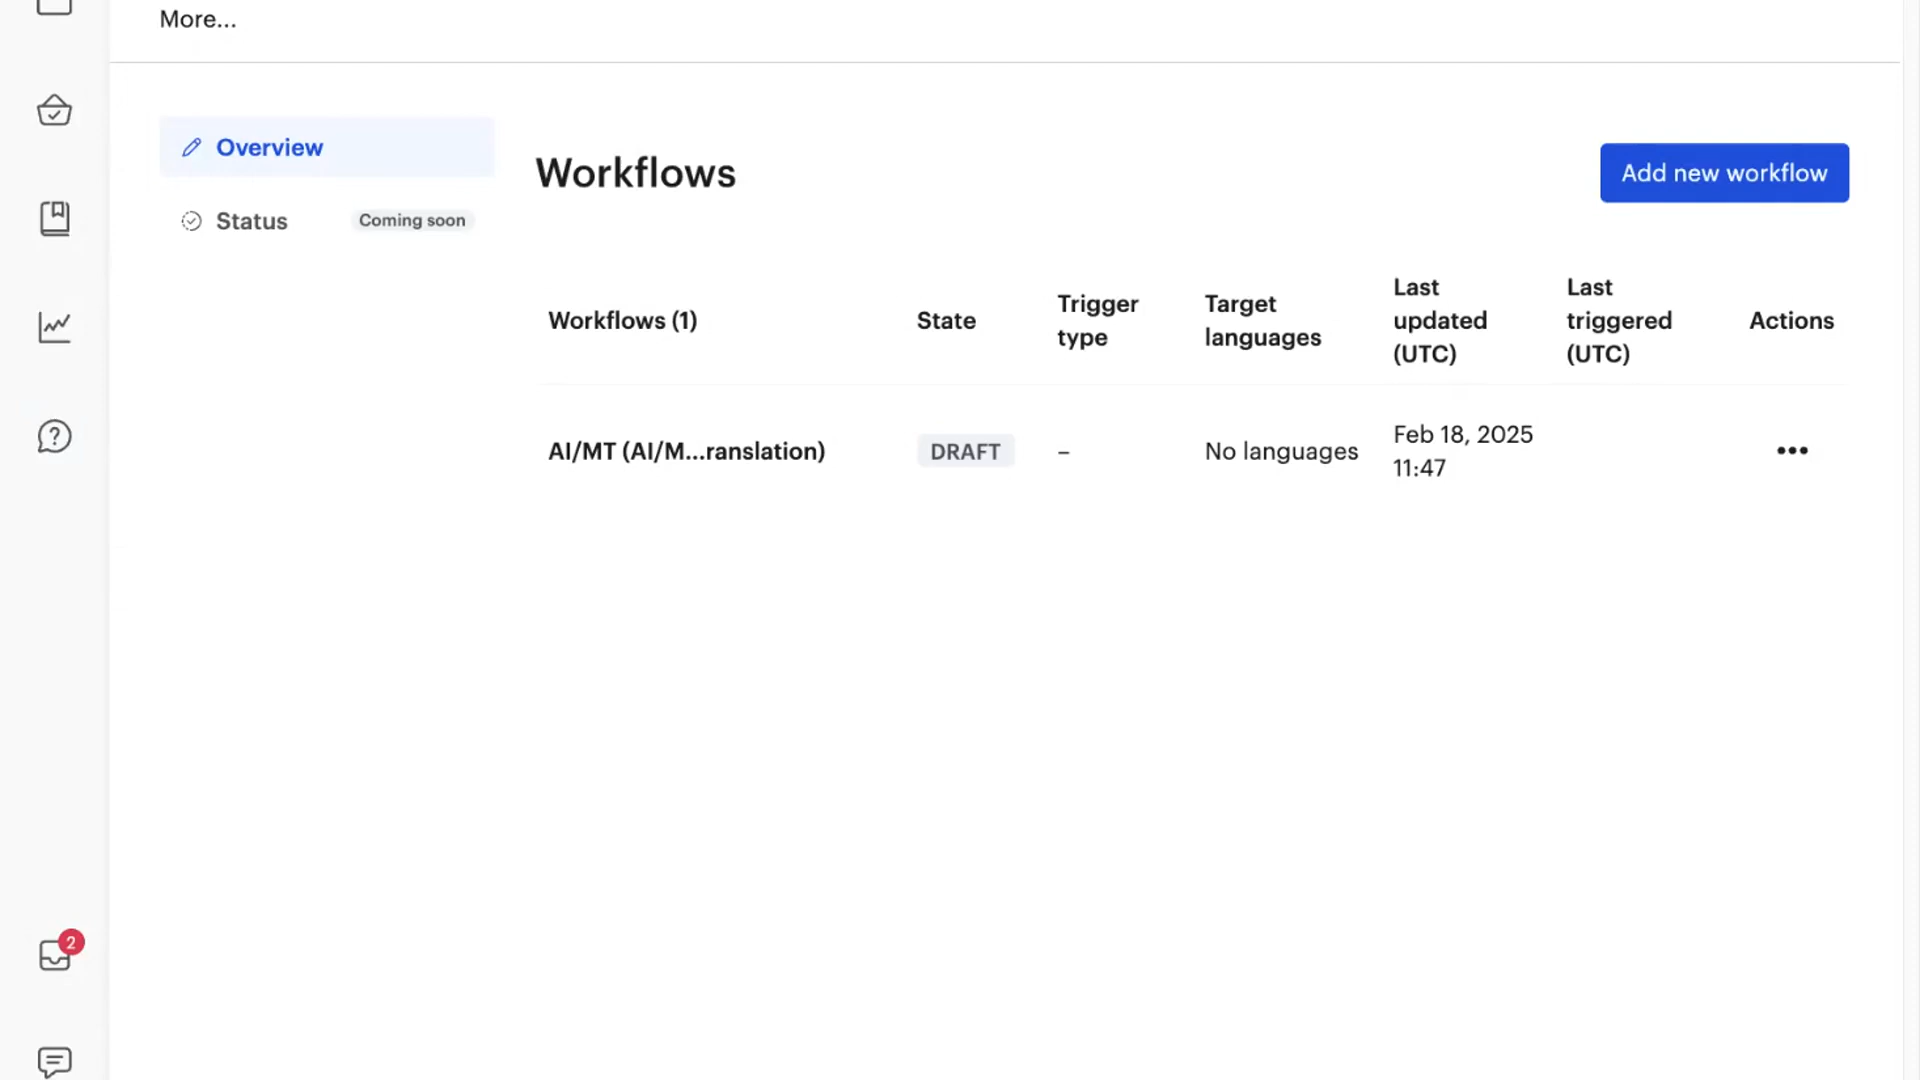 More...
Overview
Status
Coming soon
Workflows
Add new workflow
Workflows (1)
State
Trigger
type
Target
languages
Last
updated
(UTC)
Last
triggered
(UTC)
Actions
AI/MT (AI/M...ranslation)
DRAFT
–
No languages
Feb 18, 2025
11:47
2